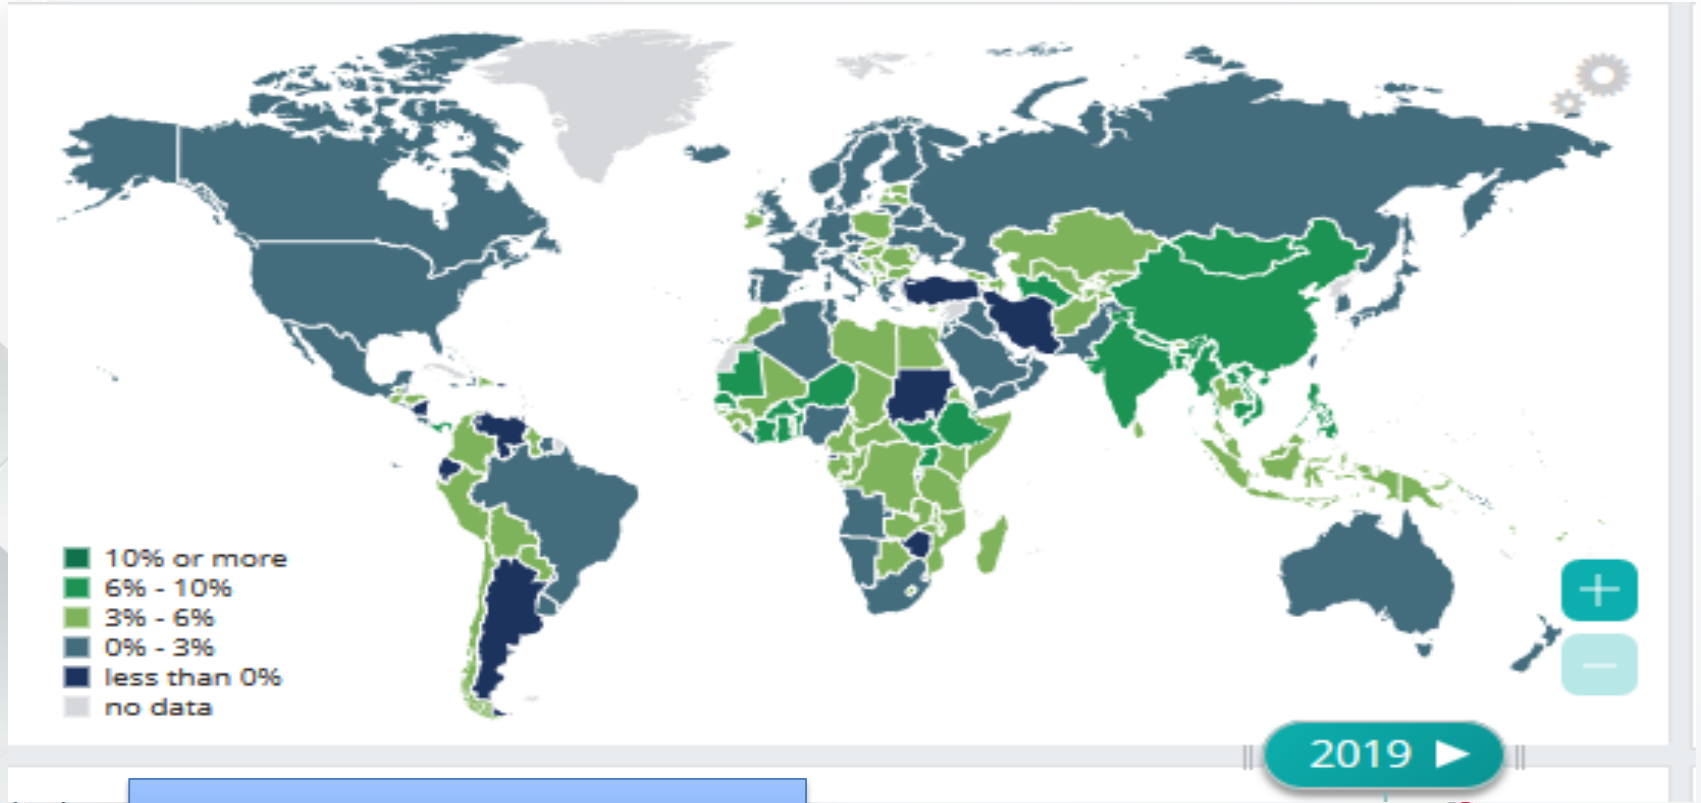 10% or more
6% - 10%
3% - 6%
0% - 3%
less than 0%
no data
2019